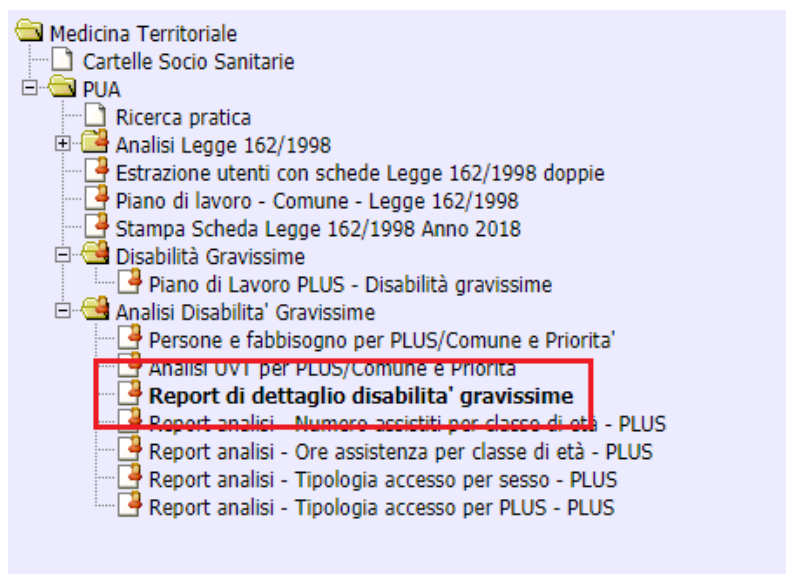 Medicina Territoriale
Cartelle Socio Sanitarie
PUA
Ricerca pratica
Analisi Legge 162/1998
Estrazione utenti con schede Legge 162/1998 doppie
Piano di lavoro - Comune - Legge 162/1998
Stampa Scheda Legge 162/1998 Anno 2018
Disabilità Gravissime
Piano di Lavoro PLUS - Disabilità gravissime
Analisi Disabilita' Gravissime
Persone e fabbisogno per PLUS/Comune e Priorita'
Analisi UVT per PLUS/Comune e Priorita
Report di dettaglio disabilita' gravissime
Report analisi - Numero assistiti per classe di età - PLUS
Report analisi - Ore assistenza per classe di età - PLUS
Report analisi - Tipologia accesso per sesso - PLUS
Report analisi - Tipologia accesso per PLUS - PLUS